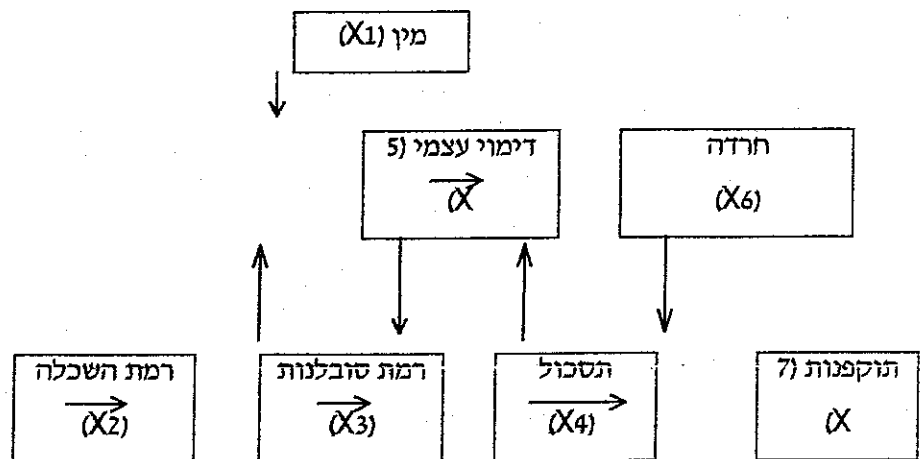 מין (X1)
דימוי עצמי (5
(X
חרדה
(X6)
רמת השכלה
(X2)
רמת סובלנות
(X3)
תסכול
(X4)
תוקפנות (7
(X